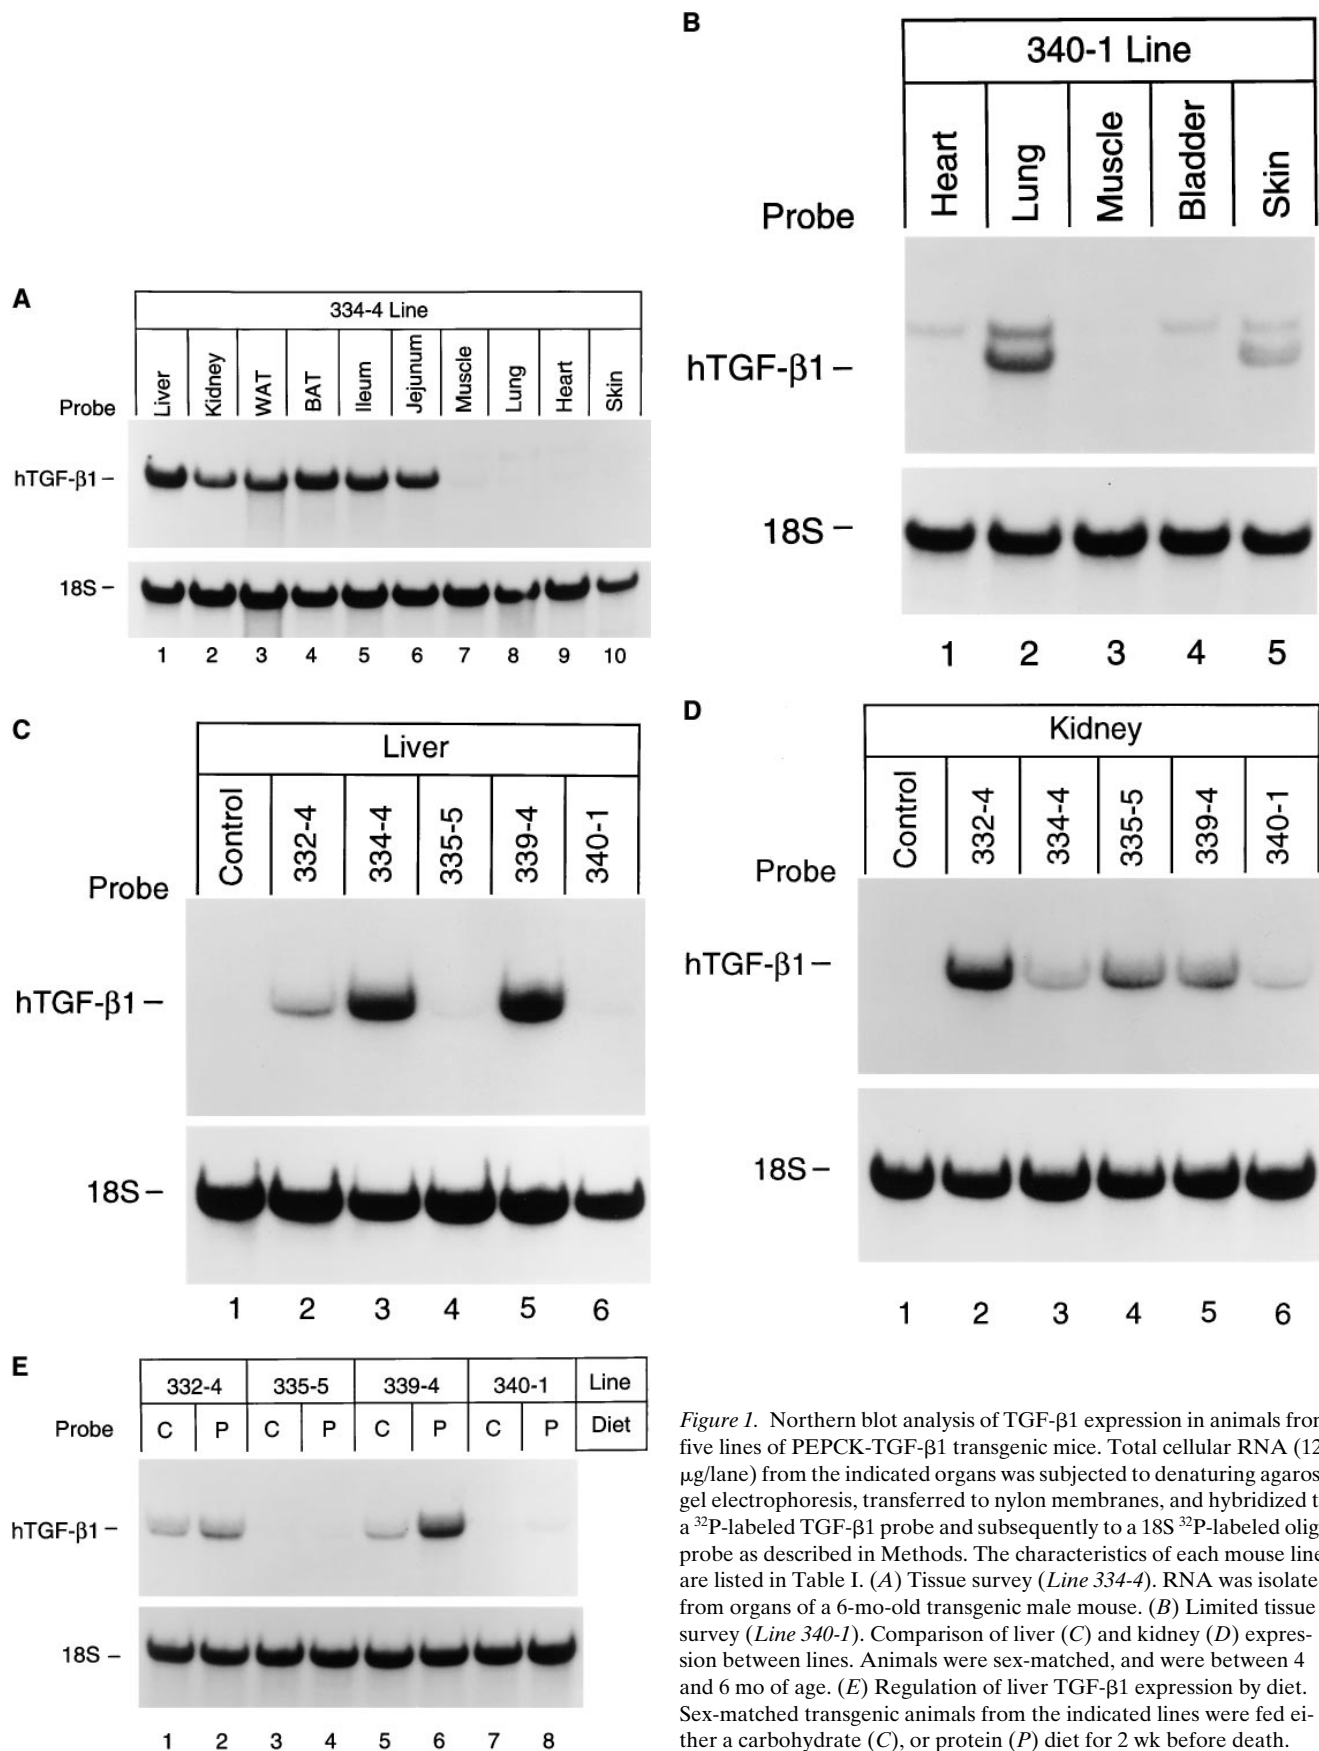 A
334-4 Line
Probe
Liver
Kidney
WAT
BAT
Ileum
Jejunum
Muscle
Lung
Heart
Skin
hTGF-β1 –
18S –
1 2 3 4 5 6 7 8 9 10
B
340-1 Line
Probe
Heart
Lung
Muscle
Bladder
Skin
hTGF-β1 –
18S –
1 2 3 4 5
C
Liver
Probe
Control
332-4
334-4
335-5
339-4
340-1
hTGF-β1 –
18S –
1 2 3 4 5 6
D
Kidney
Probe
Control
332-4
334-4
335-5
339-4
340-1
hTGF-β1 –
18S –
1 2 3 4 5 6
E
332-4 335-5 339-4 340-1 Line
Probe C P C P C P C P Diet
hTGF-β1 –
18S –
1 2 3 4 5 6 7 8
Figure 1. Northern blot analysis of TGF-β1 expression in animals from
five lines of PEPCK-TGF-β1 transgenic mice. Total cellular RNA (12
μg/lane) from the indicated organs was subjected to denaturing agaros
gel electrophoresis, transferred to nylon membranes, and hybridized t
a ³²P-labeled TGF-β1 probe and subsequently to a 18S ³²P-labeled olig
probe as described in Methods. The characteristics of each mouse line
are listed in Table I. (A) Tissue survey (Line 334-4). RNA was isolate
from organs of a 6-mo-old transgenic male mouse. (B) Limited tissue
survey (Line 340-1). Comparison of liver (C) and kidney (D) expres-
sion between lines. Animals were sex-matched, and were between 4
and 6 mo of age. (E) Regulation of liver TGF-β1 expression by diet.
Sex-matched transgenic animals from the indicated lines were fed ei-
ther a carbohydrate (C), or protein (P) diet for 2 wk before death.